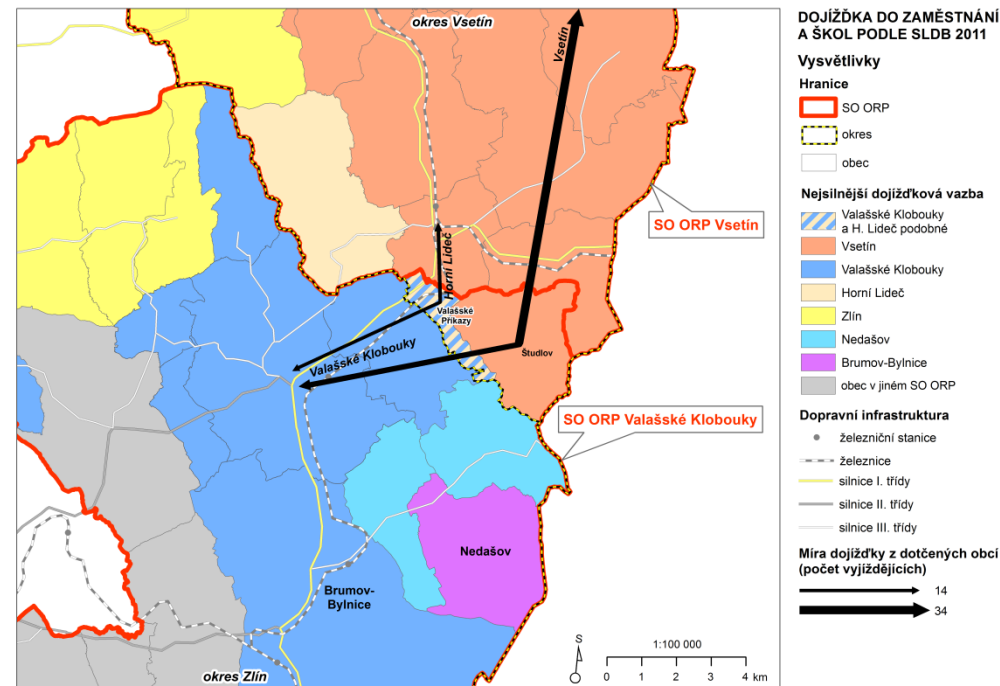 okres Vsetín
Vsetín
SO ORP Vsetín
Horní Lideč
Valašské
Příkazy
Valašské Klobouky
Študlov
SO ORP Valašské Klobouky
Nedašov
Brumov-
Bylnice
okres Zlín
S
1:100 000
0 1 2 3 4 km
DOJÍŽĎKA DO ZAMĚSTNÁNÍ
A ŠKOL PODLE SLDB 2011
Vysvětlivky
Hranice
SO ORP
okres
obec
Nejsilnější dojížďková vazba
Valašské Klobouky
a H. Lideč podobné
Vsetín
Valašské Klobouky
Horní Lideč
Zlín
Nedašov
Brumov-Bylnice
obec v jiném SO ORP
Dopravní infrastruktura
železniční stanice
železnice
silnice I. třídy
silnice II. třídy
silnice III. třídy
Míra dojížďky z dotčených obcí
(počet vyjíždějících)
14
34